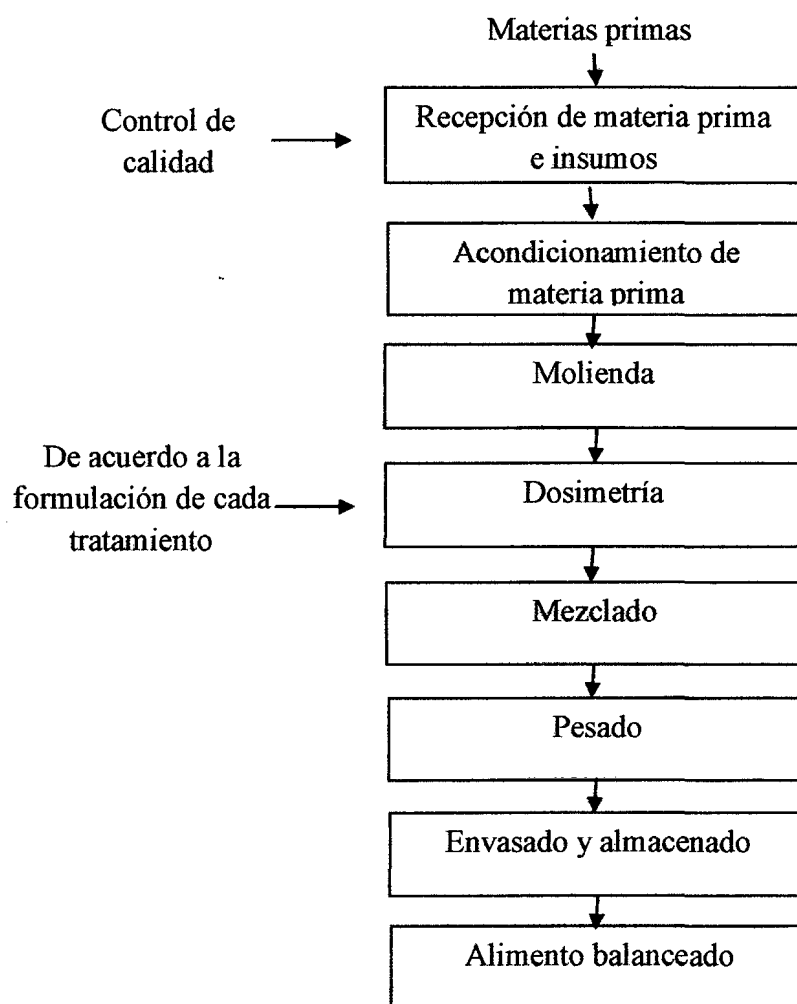 Materias primas
Control de
calidad
Recepción de materia prima
e insumos
Acondicionamiento de
materia prima
Molienda
De acuerdo a la
formulación de cada
tratamiento
Dosimetría
Mezclado
Pesado
Envasado y almacenado
Alimento balanceado